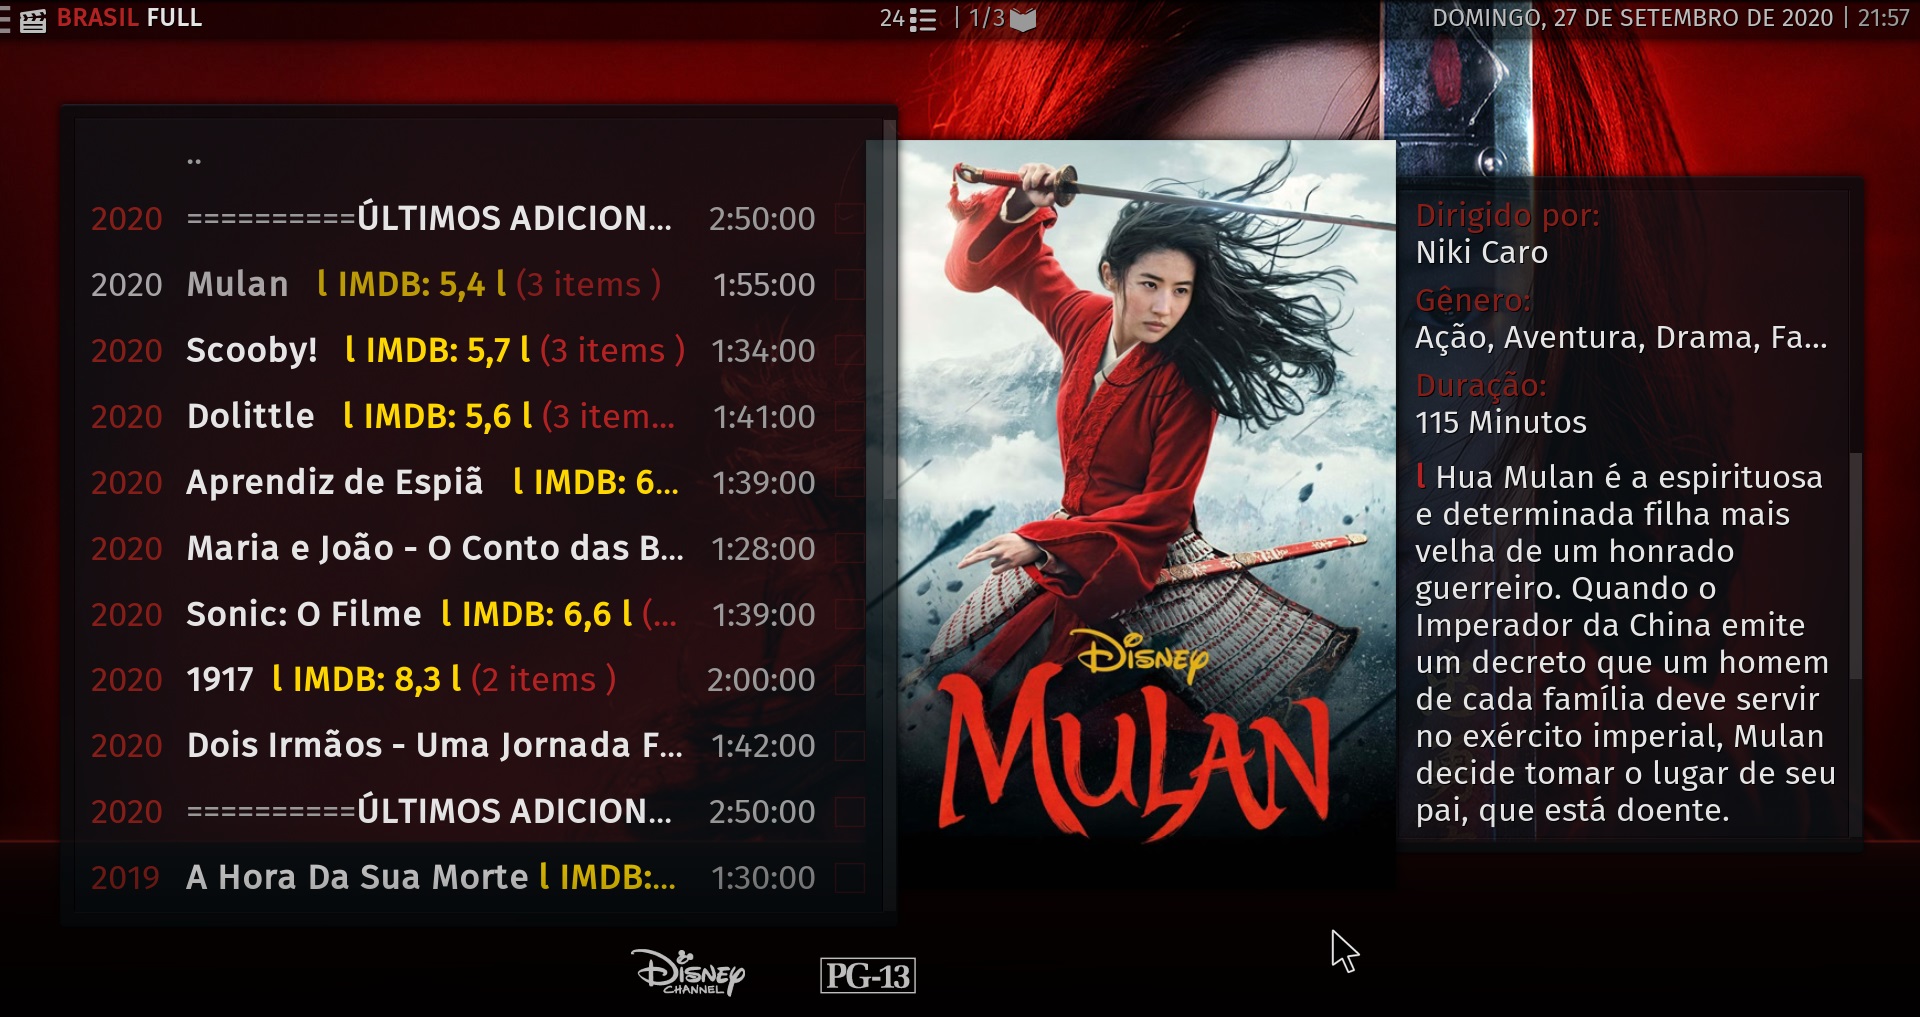 BRASIL FULL
24 | 1/3
DOMINGO, 27 DE SETEMBRO DE 2020 | 21:57
..
2020 ==========ÚLTIMOS ADICION... 2:50:00
2020 Mulan l IMDB: 5,4 l (3 items ) 1:55:00
2020 Scooby! l IMDB: 5,7 l (3 items ) 1:34:00
2020 Dolittle l IMDB: 5,6 l (3 item... 1:41:00
2020 Aprendiz de Espiã l IMDB: 6... 1:39:00
2020 Maria e João - O Conto das B... 1:28:00
2020 Sonic: O Filme l IMDB: 6,6 l (... 1:39:00
2020 1917 l IMDB: 8,3 l (2 items ) 2:00:00
2020 Dois Irmãos - Uma Jornada F... 1:42:00
2020 ==========ÚLTIMOS ADICION... 2:50:00
2019 A Hora Da Sua Morte l IMDB:... 1:30:00
DISNEY
MULAN
Dirigido por:
Niki Caro
Gênero:
Ação, Aventura, Drama, Fa...
Duração:
115 Minutos
l Hua Mulan é a espirituosa
e determinada filha mais
velha de um honrado
guerreiro. Quando o
Imperador da China emite
um decreto que um homem
de cada família deve servir
no exército imperial, Mulan
decide tomar o lugar de seu
pai, que está doente.
DISNEY
CHANNEL
PG-13